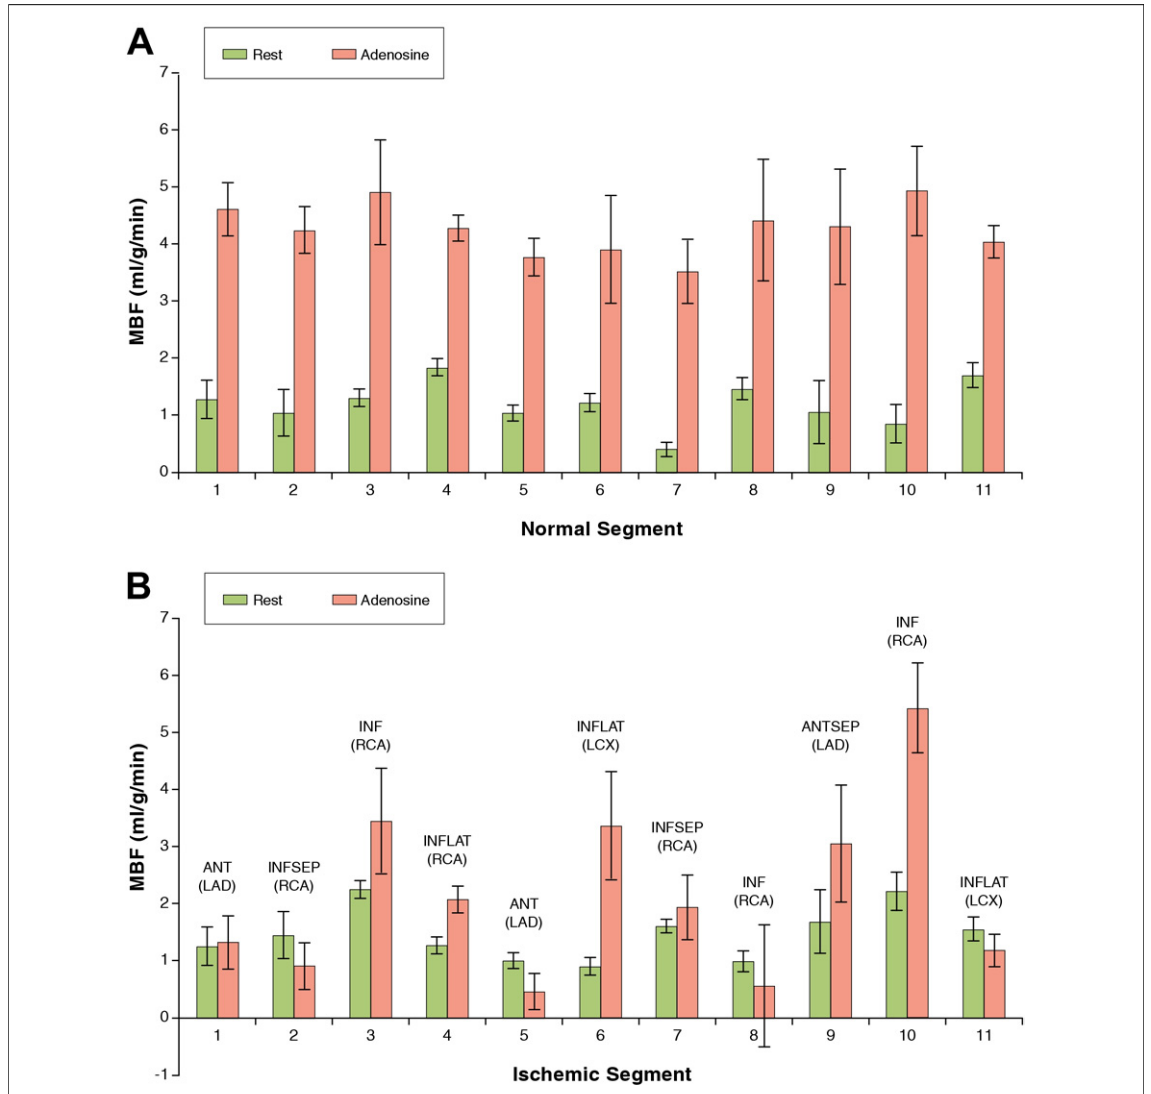 A
Rest Adenosine
7
6
5
4
3
2
1
0
MBF (ml/g/min)
1 2 3 4 5 6 7 8 9 10 11
Normal Segment
B
Rest Adenosine
7
6
5
4
3
2
1
0
-1
MBF (ml/g/min)
ANT
(LAD)
INFSEP
(RCA)
INF
(RCA)
INFLAT
(RCA)
ANT
(LAD)
INFLAT
(LCX)
INFSEP
(RCA)
INF
(RCA)
ANTSEP
(LAD)
INF
(RCA)
INFLAT
(LCX)
1 2 3 4 5 6 7 8 9 10 11
Ischemic Segment